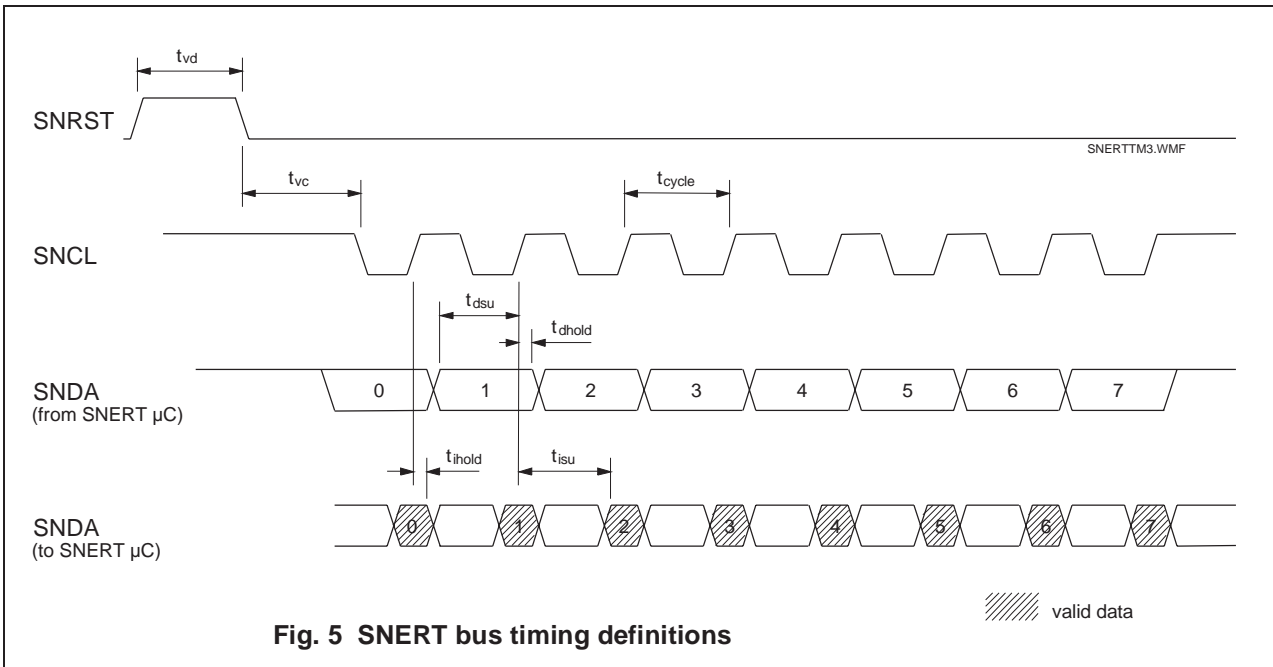 tvd
SNRST
SNERTTM3.WMF
tvc
tcycle
SNCL
tdsu
tdhold
SNDA
(from SNERT µC)
0 1 2 3 4 5 6 7
tihold
tisu
SNDA
(to SNERT µC)
0 1 2 3 4 5 6 7
valid data
Fig. 5 SNERT bus timing definitions